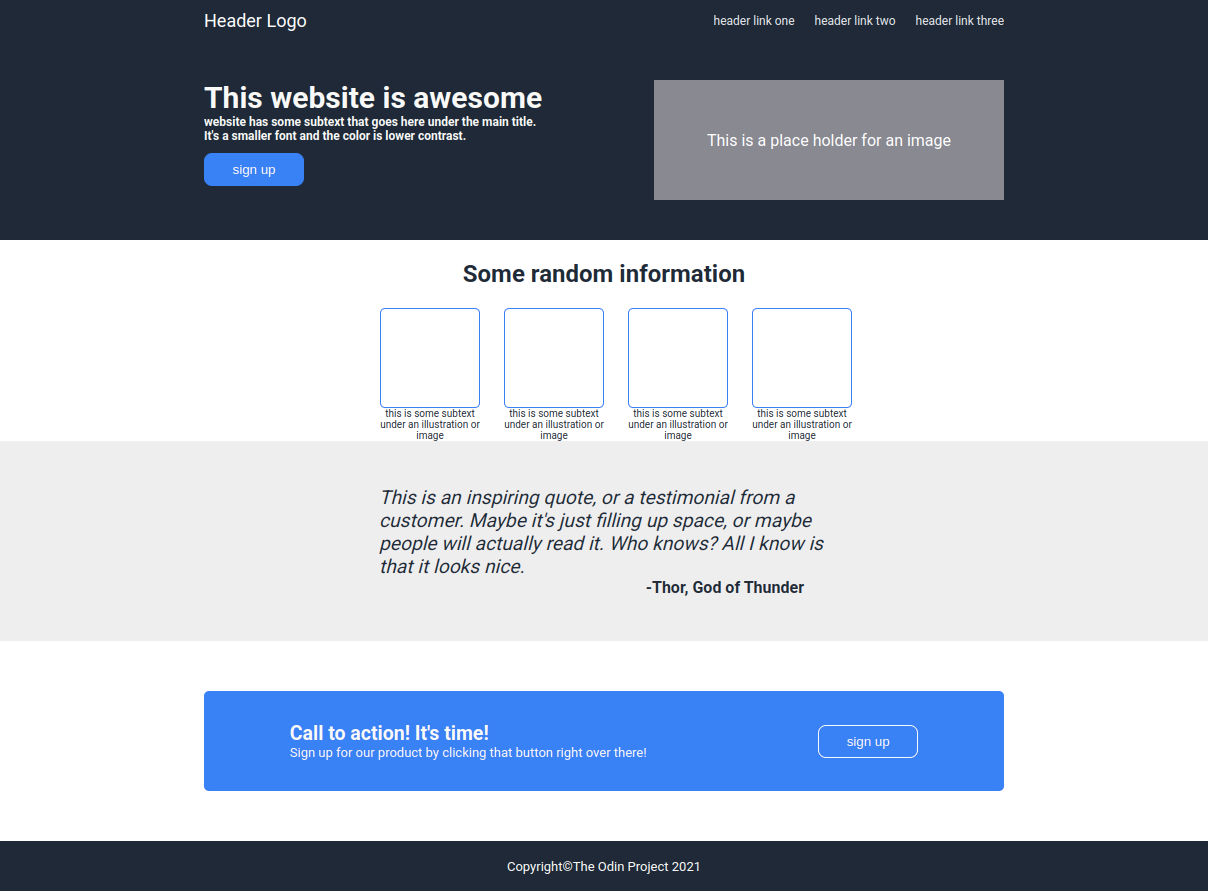 Header Logo
header link one
header link two
header link three
This website is awesome
website has some subtext that goes here under the main title.
It's a smaller font and the color is lower contrast.
sign up
This is a place holder for an image
Some random information
this is some subtext
under an illustration or
image
this is some subtext
under an illustration or
image
this is some subtext
under an illustration or
image
this is some subtext
under an illustration or
image
This is an inspiring quote, or a testimonial from a
customer. Maybe it's just filling up space, or maybe
people will actually read it. Who knows? All I know is
that it looks nice.
-Thor, God of Thunder
Call to action! It's time!
Sign up for our product by clicking that button right over there!
sign up
Copyright©The Odin Project 2021